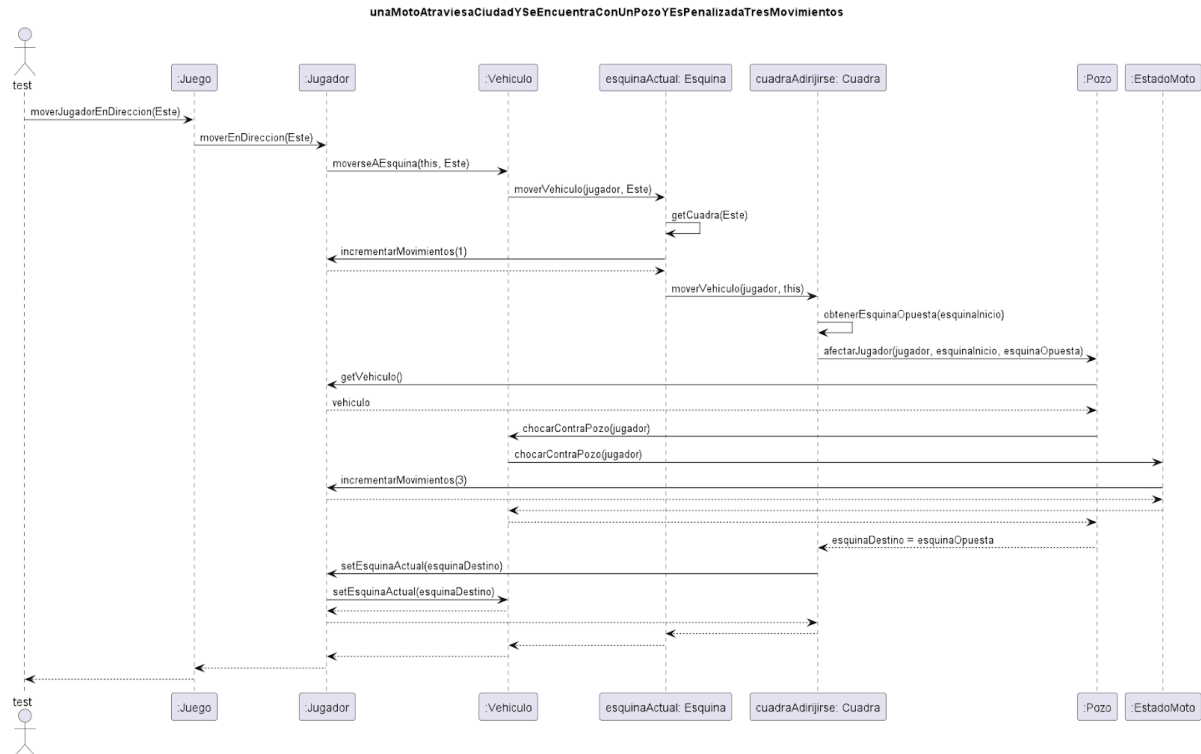 unaMotoAtraviesaCiudadYSeEncuentraConUnPozoYEsPenalizadaTresMovimientos
test
:Juego
:Jugador
:Vehiculo
esquinaActual: Esquina
cuadraAdirijirse: Cuadra
:Pozo
:EstadoMoto
moverJugadorEnDireccion(Este)
moverEnDireccion(Este)
moverseAEsquina(this, Este)
moverVehiculo(jugador, Este)
getCuadra(Este)
incrementarMovimientos(1)
moverVehiculo(jugador, this)
obtenerEsquinaOpuesta(esquinaInicio)
afectarJugador(jugador, esquinaInicio, esquinaOpuesta)
getVehiculo()
vehiculo
chocarContraPozo(jugador)
chocarContraPozo(jugador)
incrementarMovimientos(3)
esquinaDestino = esquinaOpuesta
setEsquinaActual(esquinaDestino)
setEsquinaActual(esquinaDestino)
test
:Juego
:Jugador
:Vehiculo
esquinaActual: Esquina
cuadraAdirijirse: Cuadra
:Pozo
:EstadoMoto